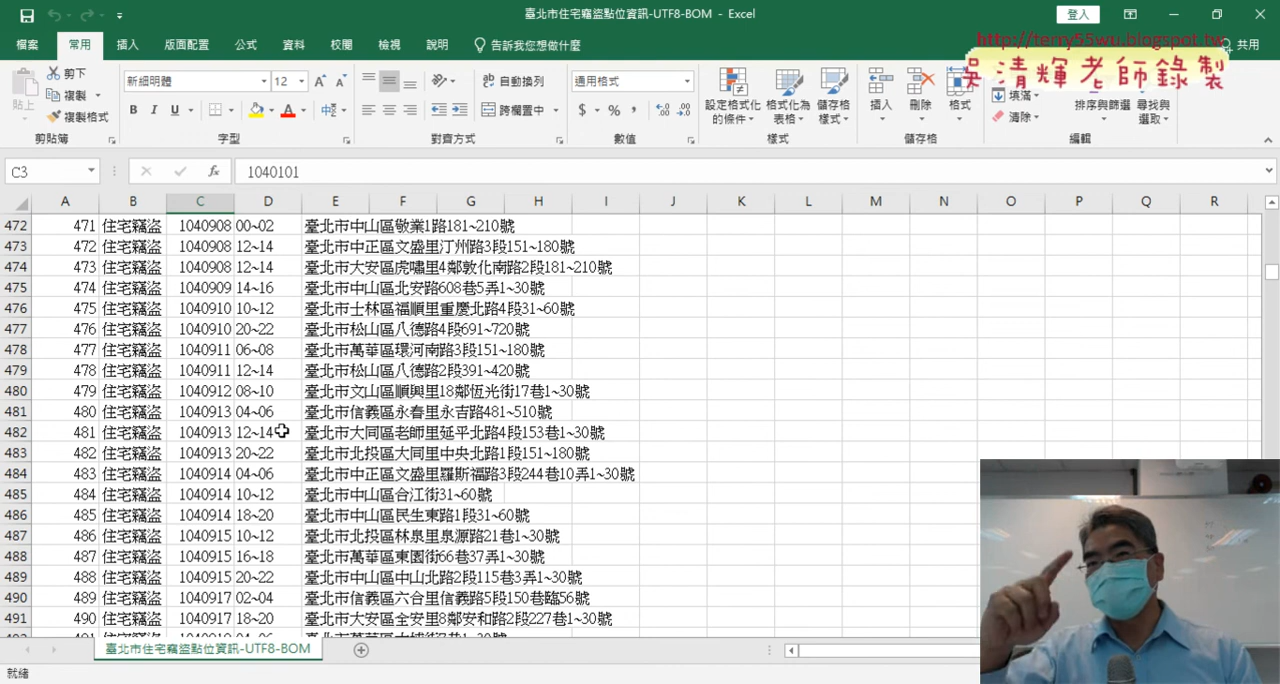 臺北市住宅竊盜點位資訊-UTF8-BOM - Excel
登入
檔案 常用 插入 版面配置 公式 資料 校閱 檢視 說明 告訴我您想做什麼 共用
http://terry55wu.blogspot.tw
吳清輝老師錄製
剪下
複製
複製格式
貼上
剪貼簿
新細明體 12
B I U
字型
自動換列
跨欄置中
對齊方式
通用格式
$ % ,
數值
設定格式化的條件
格式化為表格
儲存格樣式
樣式
插入 刪除 格式
儲存格
填滿
清除
排序與篩選 尋找與選取
編輯
C3 fx 1040101
A B C D E F G H I J K L M N O P Q R
472 471 住宅竊盜 1040908 00~02 臺北市中山區敬業1路181~210號
473 472 住宅竊盜 1040908 12~14 臺北市中正區文盛里汀州路3段151~180號
474 473 住宅竊盜 1040908 12~14 臺北市大安區虎嘯里4鄰敦化南路2段181~210號
475 474 住宅竊盜 1040909 14~16 臺北市中山區北安路608巷5弄1~30號
476 475 住宅竊盜 1040910 10~12 臺北市士林區福順里重慶北路4段31~60號
477 476 住宅竊盜 1040910 20~22 臺北市松山區八德路4段691~720號
478 477 住宅竊盜 1040911 06~08 臺北市萬華區環河南路3段151~180號
479 478 住宅竊盜 1040911 12~14 臺北市松山區八德路2段391~420號
480 479 住宅竊盜 1040912 08~10 臺北市文山區順興里18鄰恆光街17巷1~30號
481 480 住宅竊盜 1040913 04~06 臺北市信義區永春里永吉路481~510號
482 481 住宅竊盜 1040913 12~14 臺北市大同區老師里延平北路4段153巷1~30號
483 482 住宅竊盜 1040913 20~22 臺北市北投區大同里中央北路1段151~180號
484 483 住宅竊盜 1040914 04~06 臺北市中正區文盛里羅斯福路3段244巷10弄1~30號
485 484 住宅竊盜 1040914 10~12 臺北市中山區合江街31~60號
486 485 住宅竊盜 1040914 18~20 臺北市中山區民生東路1段31~60號
487 486 住宅竊盜 1040915 10~12 臺北市北投區林泉里泉源路21巷1~30號
488 487 住宅竊盜 1040915 16~18 臺北市萬華區東園街66巷37弄1~30號
489 488 住宅竊盜 1040915 20~22 臺北市中山區中山北路2段115巷3弄1~30號
490 489 住宅竊盜 1040917 02~04 臺北市信義區六合里信義路5段150巷臨56號
491 490 住宅竊盜 1040917 18~20 臺北市大安區全安里8鄰安和路2段227巷1~30號
臺北市住宅竊盜點位資訊-UTF8-BOM
就緒